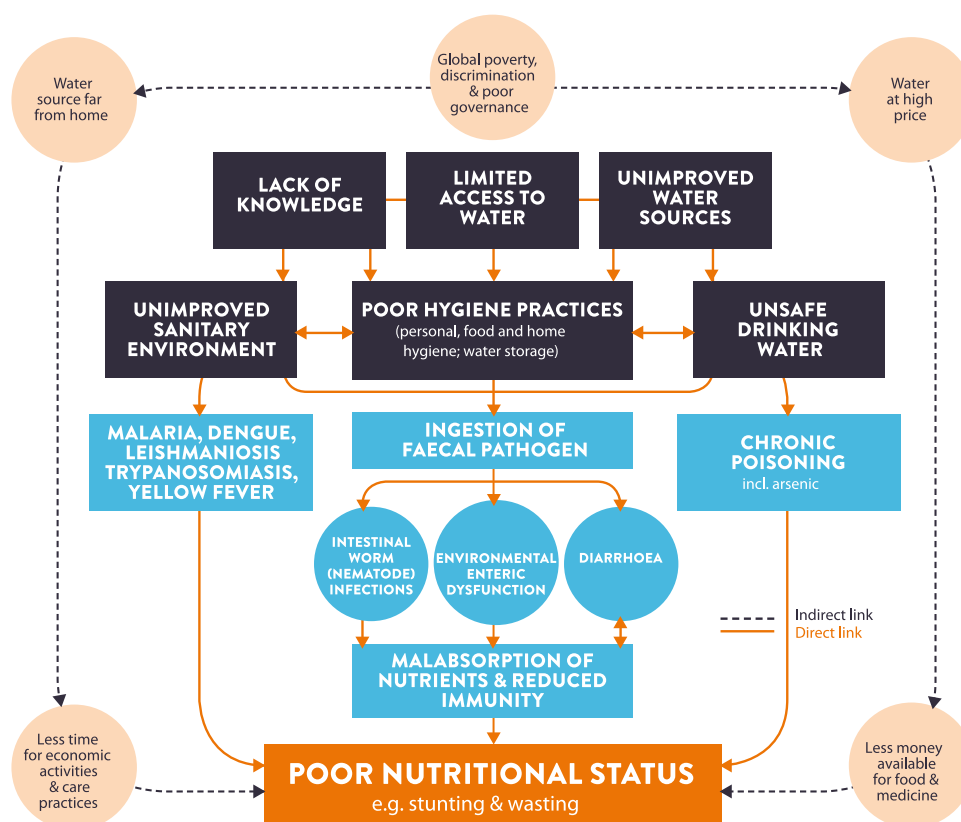 Global poverty,
discrimination
& poor
governance
Water
source far
from home
Water
at high
price
LACK OF
KNOWLEDGE
LIMITED
ACCESS TO
WATER
UNIMPROVED
WATER
SOURCES
UNIMPROVED
SANITARY
ENVIRONMENT
POOR HYGIENE PRACTICES
(personal, food and home
hygiene; water storage)
UNSAFE
DRINKING
WATER
MALARIA, DENGUE,
LEISHMANIOSIS
TRYPANOSOMIASIS,
YELLOW FEVER
INGESTION OF
FAECAL PATHOGEN
CHRONIC
POISONING
incl. arsenic
INTESTINAL
WORM
(NEMATODE)
INFECTIONS
ENVIRONMENTAL
ENTERIC
DYSFUNCTION
DIARRHOEA
Indirect link
Direct link
MALABSORPTION OF
NUTRIENTS & REDUCED
IMMUNITY
Less time
for economic
activities
& care
practices
POOR NUTRITIONAL STATUS
e.g. stunting & wasting
Less money
available
for food &
medicine